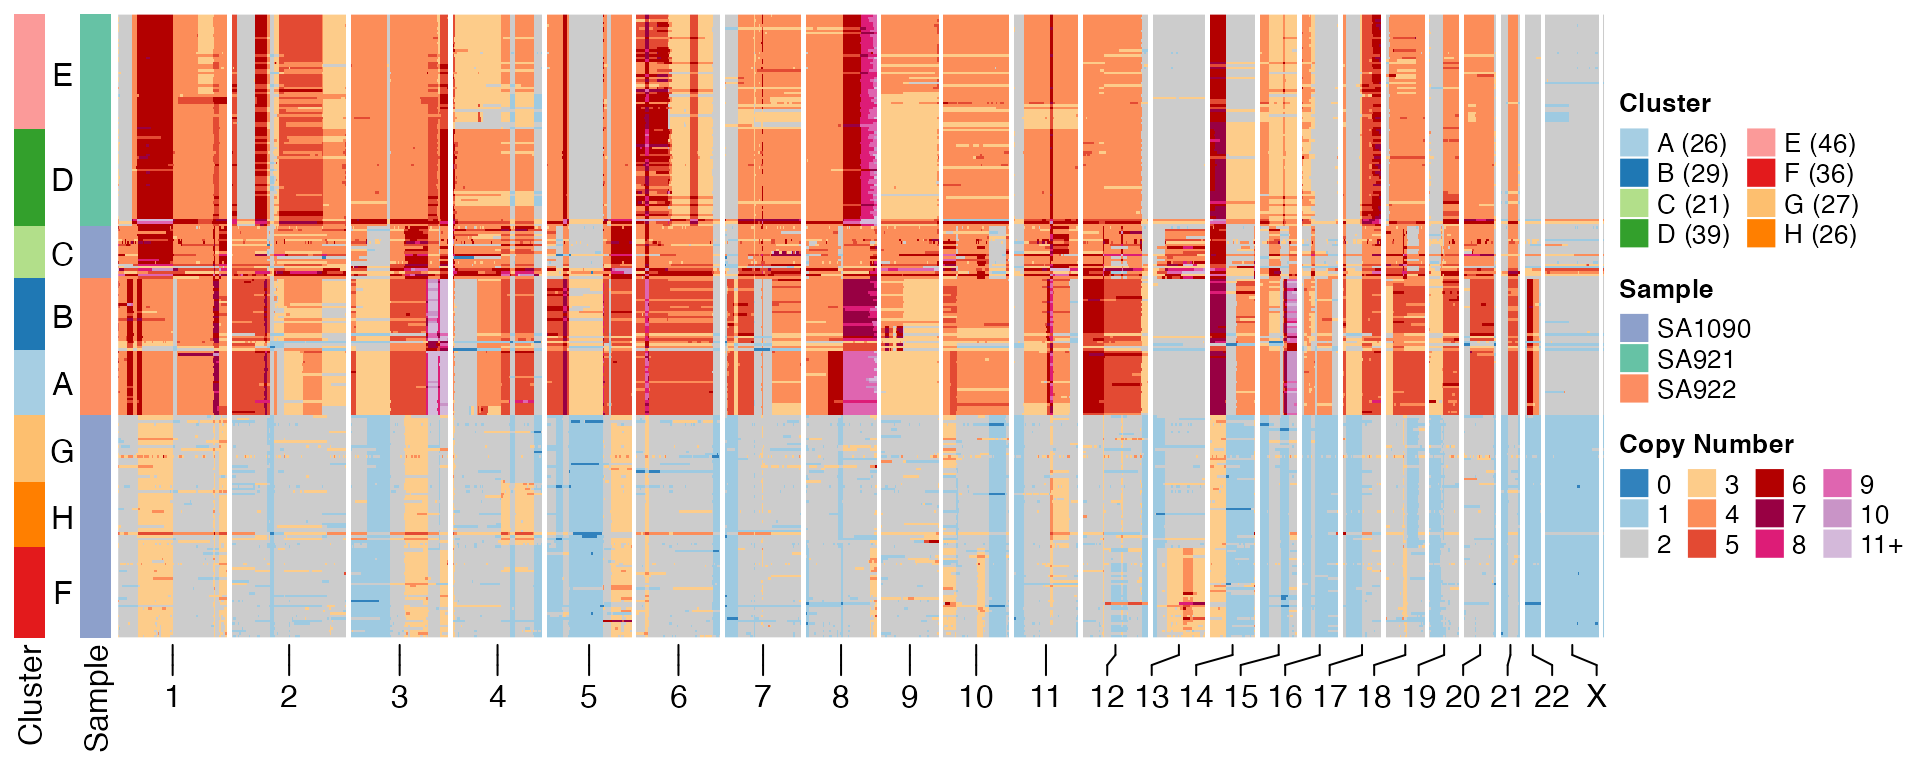 E
D
C
B
A
G
H
F
Cluster
Sample
1 2 3 4 5 6 7 8 9 10 11 12 13 14 15 16 17 18 19 20 21 22 X
Cluster
A (26) E (46)
B (29) F (36)
C (21) G (27)
D (39) H (26)
Sample
SA1090
SA921
SA922
Copy Number
0 3 6 9
1 4 7 10
2 5 8 11+